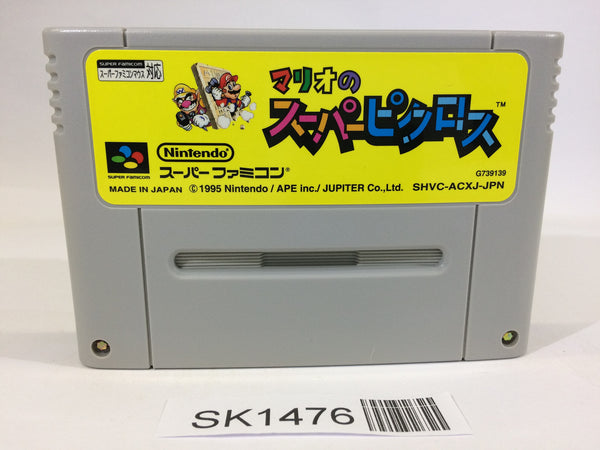 SUPER FAMICOM
スーパーファミコンマウス対応
マリオの
スーパーピクロス™
SUPER FAMICOM
Nintendo
スーパーファミコン®
G739139
MADE IN JAPAN ©1995 Nintendo / APE inc./ JUPITER Co.,Ltd. SHVC-ACXJ-JPN
SK1476